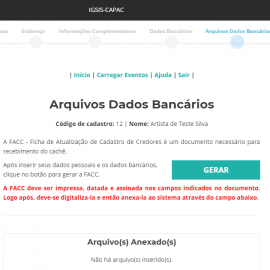 IGSIS-CAPAC
Endereço Informações Complementares Dados Bancários Arquivos Dados Bancários
| Início | Carregar Eventos | Ajuda | Sair |
Arquivos Dados Bancários
Código de cadastro: 12 | Nome: Artista de Teste Silva
A FACC - Ficha de Atualização de Cadastro de Credores é um documento necessário para
recebimento do cachê.
Após inserir seus dados pessoais e os dados bancários,
clique no botão para gerar a FACC.
GERAR
A FACC deve ser impressa, datada e assinada nos campos indicados no documento.
Logo após, deve-se digitaliza-la e então anexa-la ao sistema através do campo abaixo.
Arquivo(s) Anexado(s)
Não há arquivo(s) inserido(s).